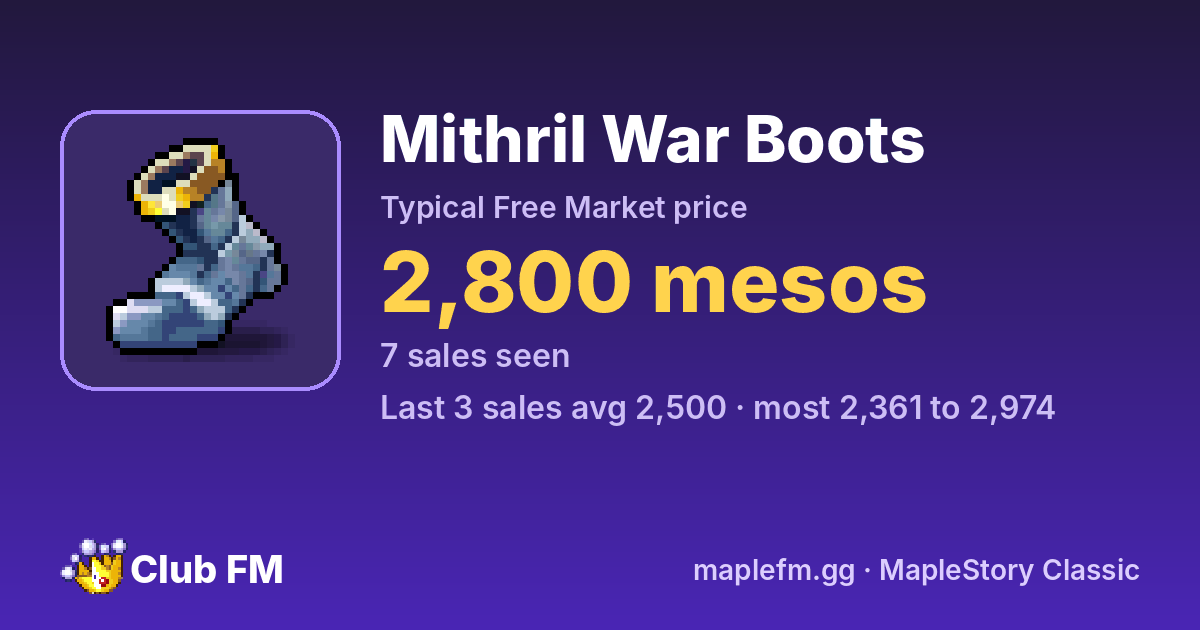 Mithril War Boots
Typical Free Market price
2,800 mesos
7 sales seen
Last 3 sales avg 2,500 · most 2,361 to 2,974
Club FM
maplefm.gg · MapleStory Classic